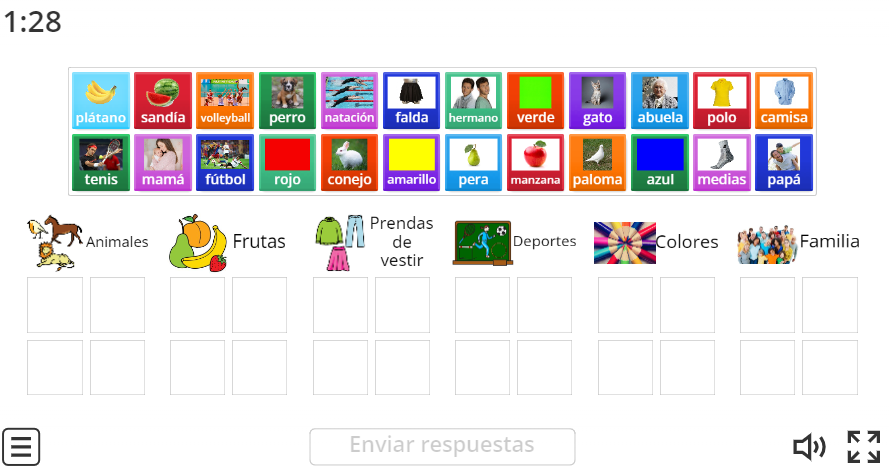 1:28
plátano sandía volleyball perro natación falda hermano verde gato abuela polo camisa
tenis mamá fútbol rojo conejo amarillo pera manzana paloma azul medias papá
Animales
Frutas
Prendas
de
vestir
Deportes
Colores
Familia
Enviar respuestas